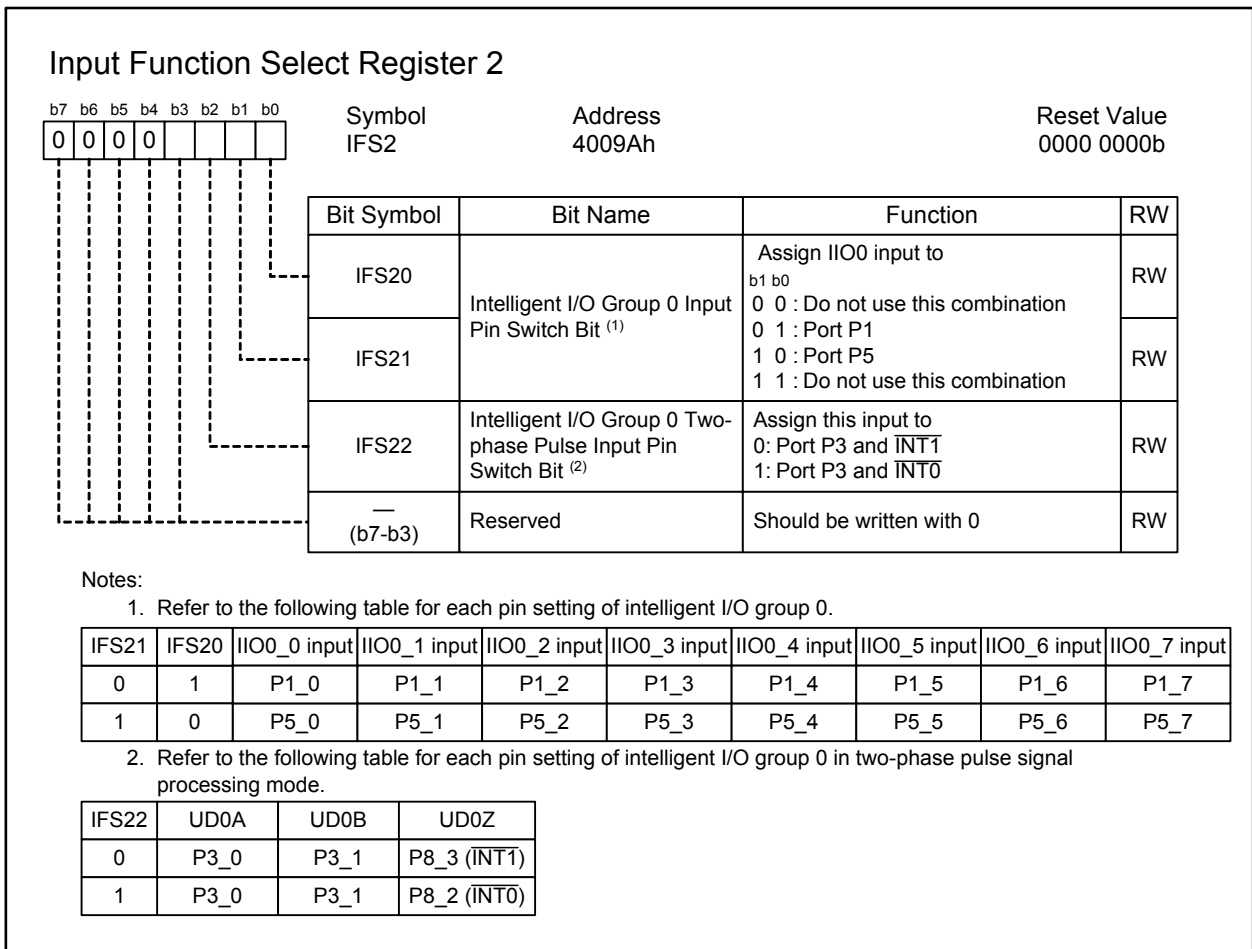 Input Function Select Register 2
b7 b6 b5 b4 b3 b2 b1 b0
0 0 0 0
Symbol Address Reset Value
IFS2 4009Ah 0000 0000b
Bit Symbol Bit Name Function RW
IFS20
IFS21
Intelligent I/O Group 0 Input
Pin Switch Bit (1)
Assign IIO0 input to
b1 b0
0 0 : Do not use this combination
0 1 : Port P1
1 0 : Port P5
1 1 : Do not use this combination
RW
RW
IFS22
Intelligent I/O Group 0 Two-
phase Pulse Input Pin
Switch Bit (2)
Assign this input to
0: Port P3 and INT1
1: Port P3 and INT0
RW
—
(b7-b3)
Reserved
Should be written with 0
RW
Notes:
1. Refer to the following table for each pin setting of intelligent I/O group 0.
IFS21 IFS20 IIO0_0 input IIO0_1 input IIO0_2 input IIO0_3 input IIO0_4 input IIO0_5 input IIO0_6 input IIO0_7 input
0 1 P1_0 P1_1 P1_2 P1_3 P1_4 P1_5 P1_6 P1_7
1 0 P5_0 P5_1 P5_2 P5_3 P5_4 P5_5 P5_6 P5_7
2. Refer to the following table for each pin setting of intelligent I/O group 0 in two-phase pulse signal
processing mode.
IFS22 UD0A UD0B UD0Z
0 P3_0 P3_1 P8_3 (INT1)
1 P3_0 P3_1 P8_2 (INT0)